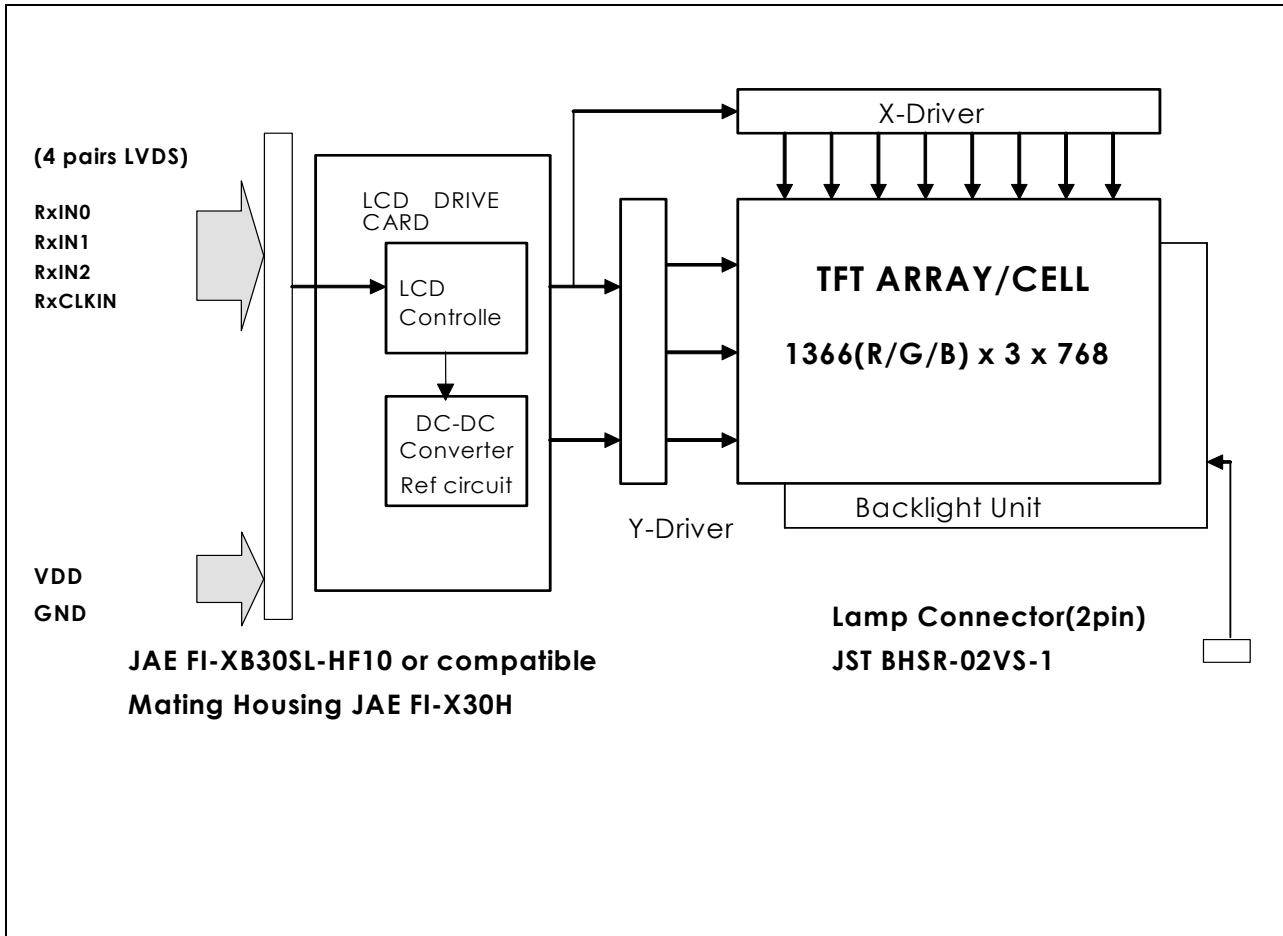 X-Driver
(4 pairs LVDS)
RxIN0
RxIN1
RxIN2
RxCLKIN
LCD DRIVE
CARD
LCD
Controlle
DC-DC
Converter
Ref circuit
TFT ARRAY/CELL
1366(R/G/B) x 3 x 768
Backlight Unit
Y-Driver
VDD
GND
JAE FI-XB30SL-HF10 or compatible
Mating Housing JAE FI-X30H
Lamp Connector(2pin)
JST BHSR-02VS-1